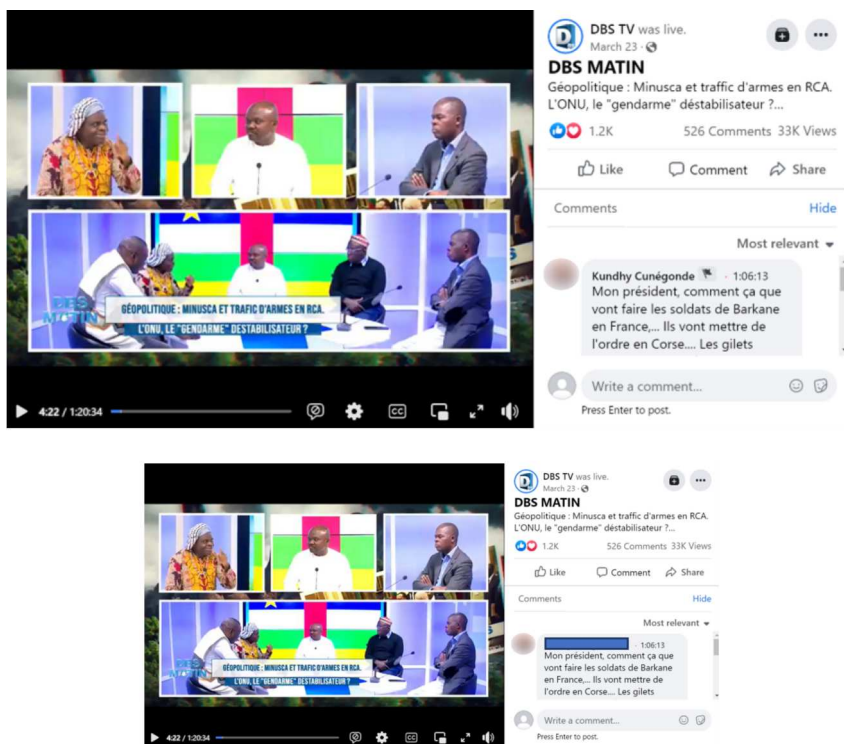 DBS TV was live.
March 23
DBS MATIN
Géopolitique : Minusca et traffic d'armes en RCA.
L'ONU, le "gendarme" déstabilisateur ?...
1.2K 526 Comments 33K Views
Like Comment Share
Comments Hide
Most relevant
Kundhy Cunégonde · 1:06:13
Mon président, comment ça que
vont faire les soldats de Barkane
en France,... Ils vont mettre de
l'ordre en Corse.... Les gilets
Write a comment...
Press Enter to post.
DBS
MATIN
GÉOPOLITIQUE : MINUSCA ET TRAFIC D'ARMES EN RCA.
L'ONU, LE "GENDARME" DESTABILISATEUR ?
4:22 / 1:20:34
CC
DBS TV was live.
March 23
DBS MATIN
Géopolitique : Minusca et traffic d'armes en RCA.
L'ONU, le "gendarme" déstabilisateur ?...
1.2K 526 Comments 33K Views
Like Comment Share
Comments Hide
Most relevant
· 1:06:13
Mon président, comment ça que
vont faire les soldats de Barkane
en France,... Ils vont mettre de
l'ordre en Corse.... Les gilets
Write a comment...
Press Enter to post.
DBS
MATIN
GÉOPOLITIQUE : MINUSCA ET TRAFIC D'ARMES EN RCA.
L'ONU, LE "GENDARME" DESTABILISATEUR ?
4:22 / 1:20:34
CC